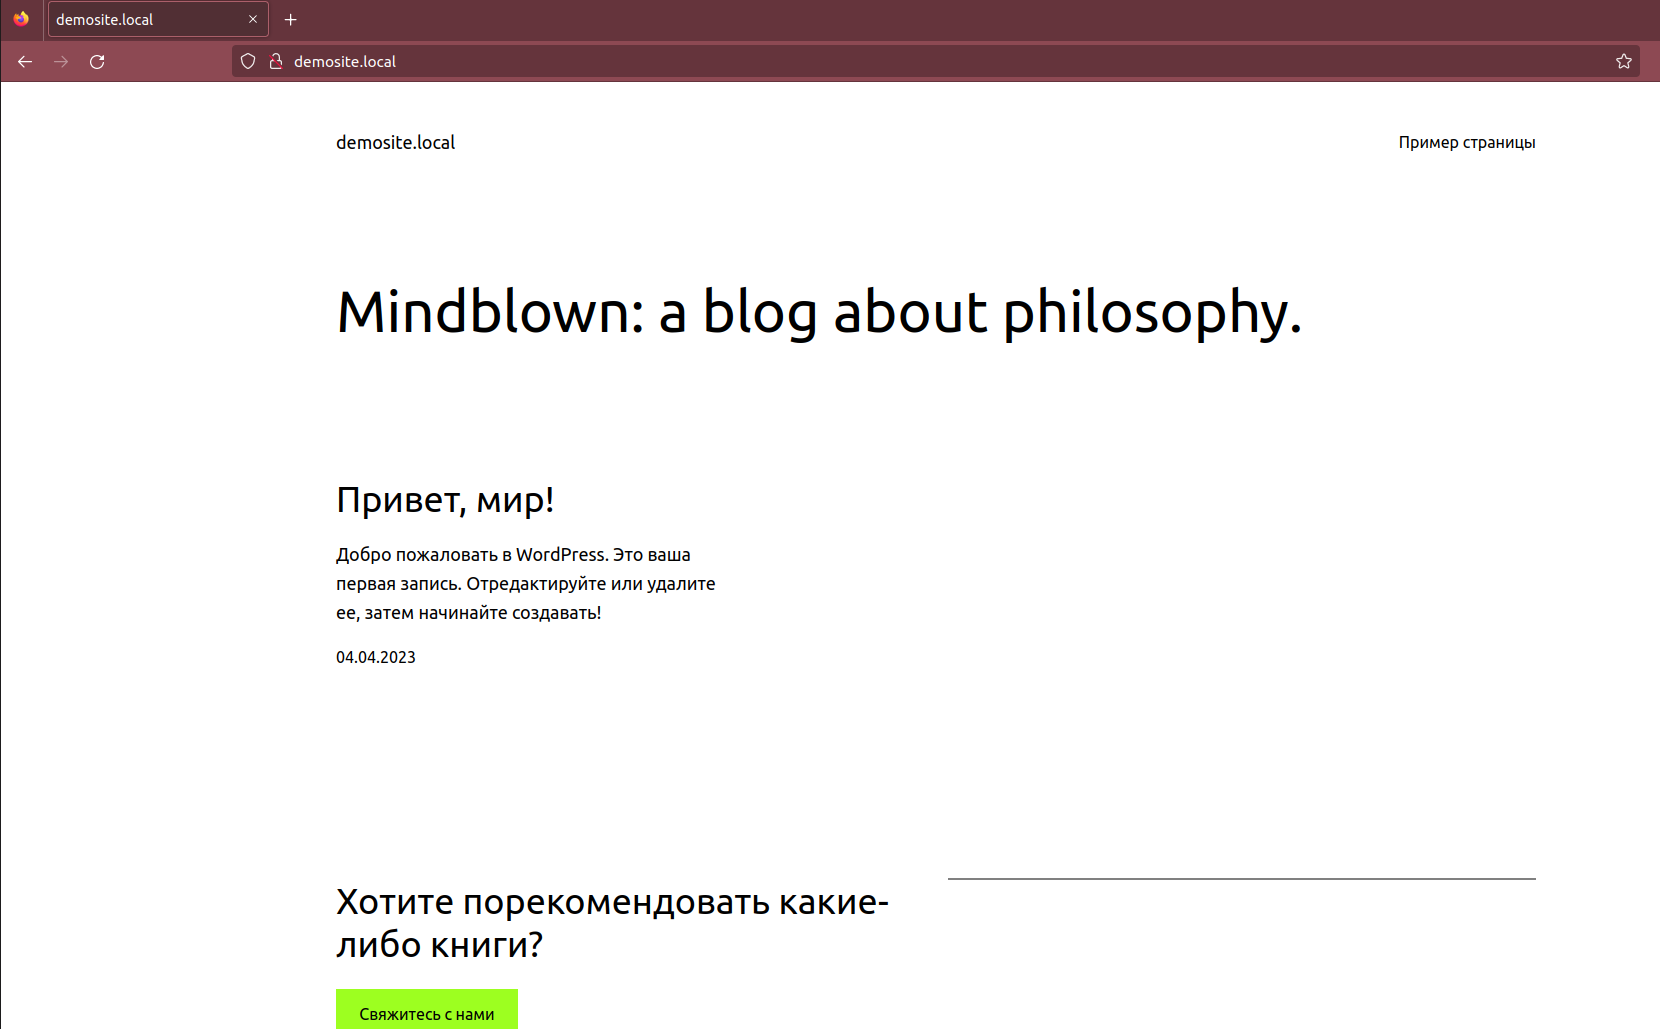 demosite.local
demosite.local
demosite.local
Пример страницы
Mindblown: a blog about philosophy.
Привет, мир!
Добро пожаловать в WordPress. Это ваша
первая запись. Отредактируйте или удалите
ее, затем начинайте создавать!
04.04.2023
Хотите порекомендовать какие-
либо книги?
Свяжитесь с нами